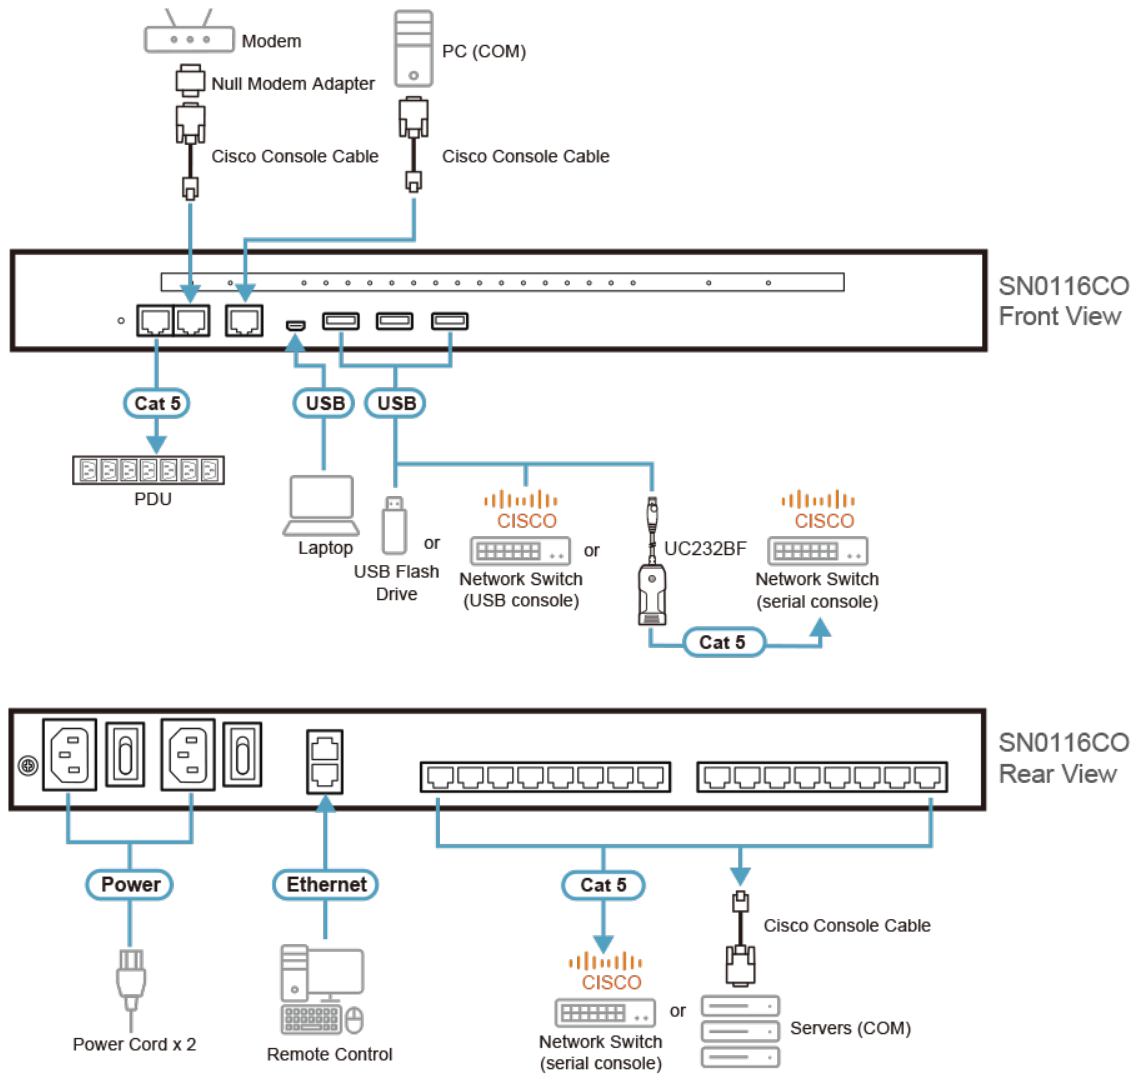 Modem
PC (COM)
Null Modem Adapter
Cisco Console Cable
Cisco Console Cable
SN0116CO
Front View
Cat 5
USB
USB
PDU
CISCO
CISCO
Laptop
or
or
UC232BF
USB Flash
Drive
Network Switch
(USB console)
Network Switch
(serial console)
Cat 5
SN0116CO
Rear View
Power
Ethernet
Cat 5
Cisco Console Cable
CISCO
or
Servers (COM)
Power Cord x 2
Remote Control
Network Switch
(serial console)